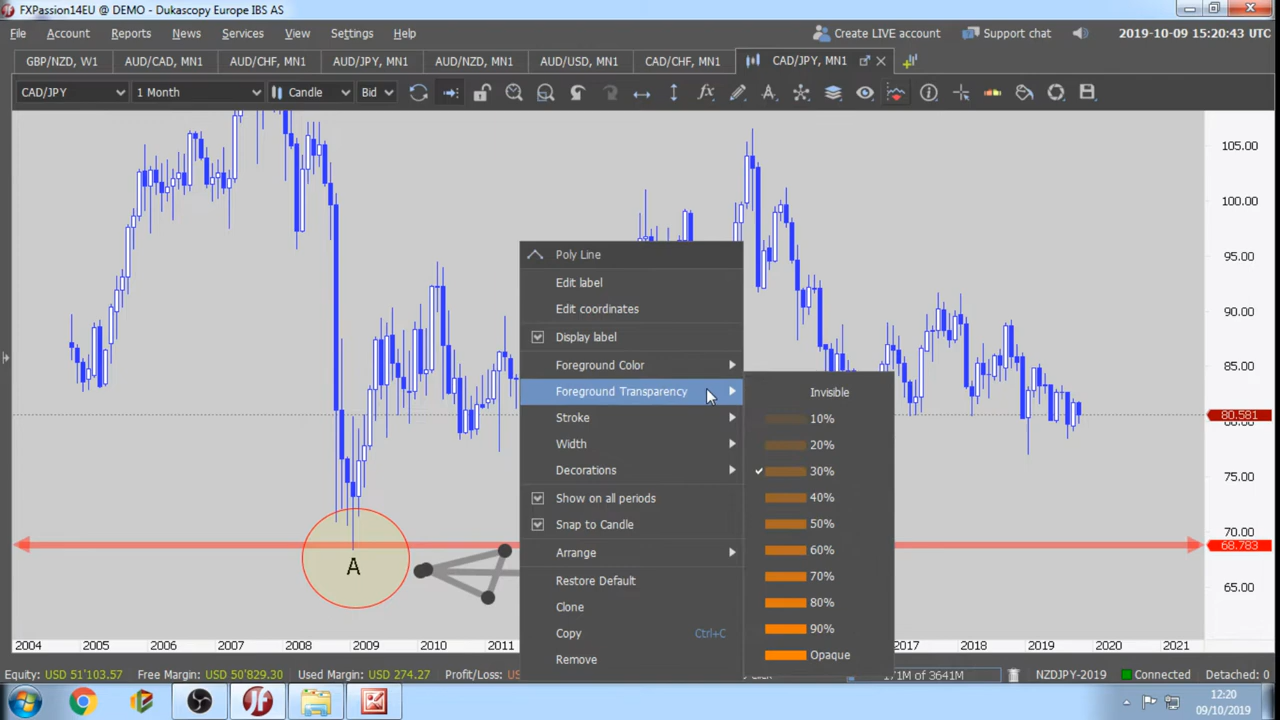 FXPassion14EU @ DEMO - Dukascopy Europe IBS AS
File Account Reports News Services View Settings Help Create LIVE account Support chat 2019-10-09 15:20:43 UTC
GBP/NZD, W1 AUD/CAD, MN1 AUD/CHF, MN1 AUD/JPY, MN1 AUD/NZD, MN1 AUD/USD, MN1 CAD/CHF, MN1 CAD/JPY, MN1
CAD/JPY 1 Month Candle Bid
105.00
100.00
95.00
90.00
85.00
80.581
80.00
75.00
70.00
68.783
65.00
A
Poly Line
Edit label
Edit coordinates
Display label
Foreground Color
Foreground Transparency
Stroke
Width
Decorations
Show on all periods
Snap to Candle
Arrange
Restore Default
Clone
Copy Ctrl+C
Remove
Invisible
10%
20%
30%
40%
50%
60%
70%
80%
90%
Opaque
2004 2005 2006 2007 2008 2009 2010 2011 2017 2018 2019 2020 2021
Equity: USD 51'103.57 Free Margin: USD 50'829.30 Used Margin: USD 274.27 Profit/Loss: 171M of 3641M NZDJPY-2019 Connected Detached: 0
12:20
09/10/2019